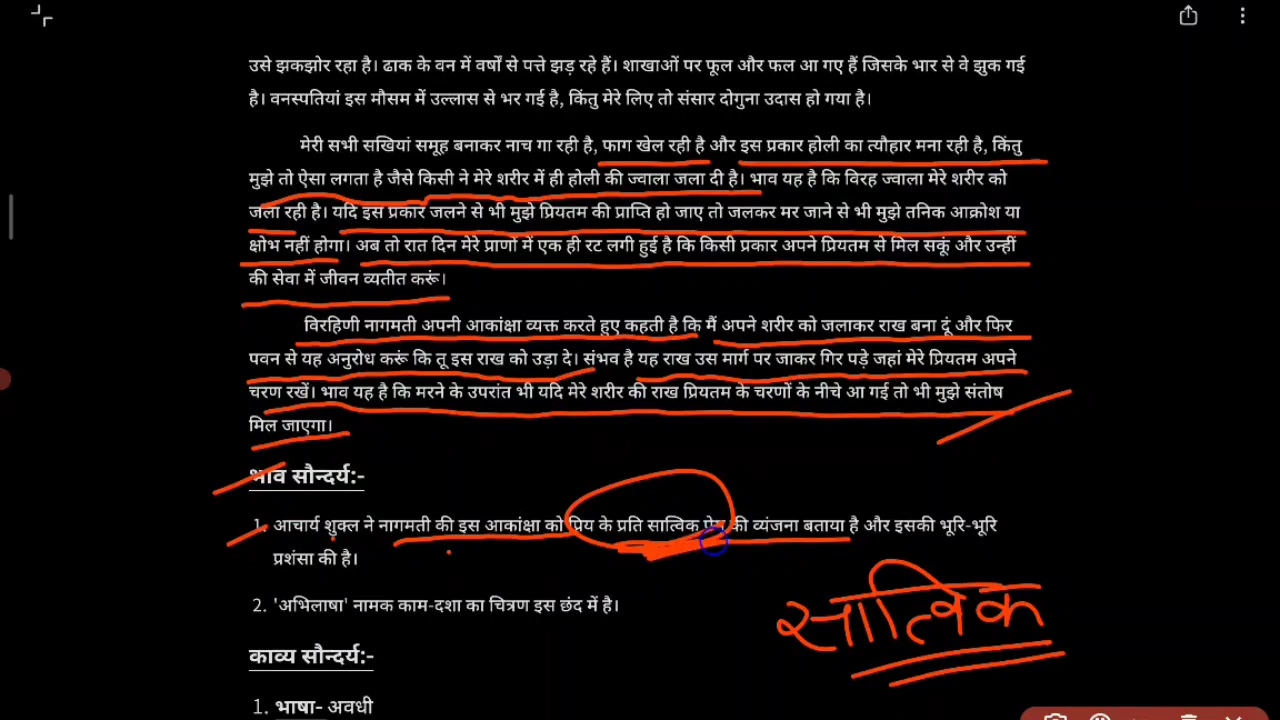 उसे झकझोर रहा है। ढाक के वन में वर्षों से पत्ते झड़ रहे हैं। शाखाओं पर फूल और फल आ गए हैं जिसके भार से वे झुक गई
है। वनस्पतियां इस मौसम में उल्लास से भर गई है, किंतु मेरे लिए तो संसार दोगुना उदास हो गया है।
मेरी सभी सखियां समूह बनाकर नाच गा रही है, फाग खेल रही है और इस प्रकार होली का त्यौहार मना रही है, किंतु
मुझे तो ऐसा लगता है जैसे किसी ने मेरे शरीर में ही होली की ज्वाला जला दी है। भाव यह है कि विरह ज्वाला मेरे शरीर को
जला रही है। यदि इस प्रकार जलने से भी मुझे प्रियतम की प्राप्ति हो जाए तो जलकर मर जाने से भी मुझे तनिक आक्रोश या
क्षोभ नहीं होगा। अब तो रात दिन मेरे प्राणों में एक ही रट लगी हुई है कि किसी प्रकार अपने प्रियतम से मिल सकूं और उन्हीं
की सेवा में जीवन व्यतीत करूं।
विरहिणी नागमती अपनी आकांक्षा व्यक्त करते हुए कहती है कि मैं अपने शरीर को जलाकर राख बना दूं और फिर
पवन से यह अनुरोध करूं कि तू इस राख को उड़ा दे। संभव है यह राख उस मार्ग पर जाकर गिर पड़े जहां मेरे प्रियतम अपने
चरण रखें। भाव यह है कि मरने के उपरांत भी यदि मेरे शरीर की राख प्रियतम के चरणों के नीचे आ गई तो भी मुझे संतोष
मिल जाएगा।
भाव सौन्दर्य:-
1. आचार्य शुक्ल ने नागमती की इस आकांक्षा को प्रिय के प्रति सात्विक प्रेम की व्यंजना बताया है और इसकी भूरि-भूरि
प्रशंसा की है।
2. 'अभिलाषा' नामक काम-दशा का चित्रण इस छंद में है।
सात्विक
काव्य सौन्दर्य:-
1. भाषा- अवधी